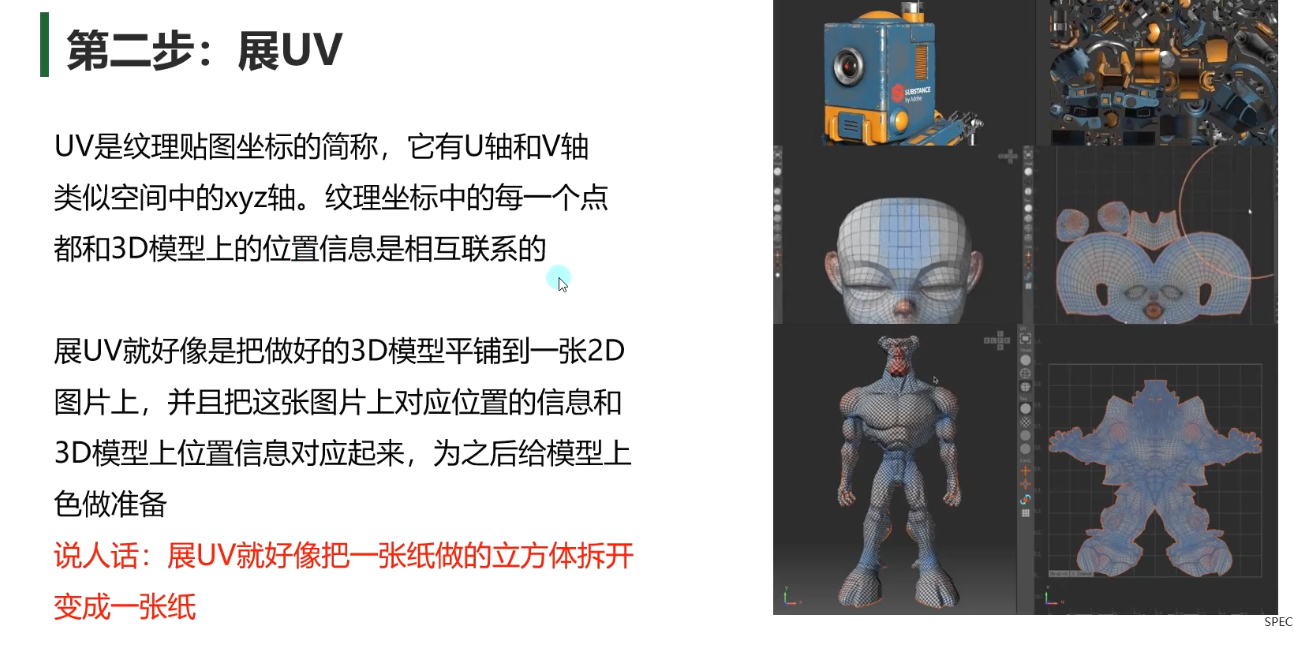 第二步：展UV
UV是纹理贴图坐标的简称，它有U轴和V轴
类似空间中的xyz轴。纹理坐标中的每一个点
都和3D模型上的位置信息是相互联系的
展UV就好像是把做好的3D模型平铺到一张2D
图片上，并且把这张图片上对应位置的信息和
3D模型上位置信息对应起来，为之后给模型上
色做准备
说人话：展UV就好像把一张纸做的立方体拆开
变成一张纸
SUBSTANCE
by Adobe
SPEC